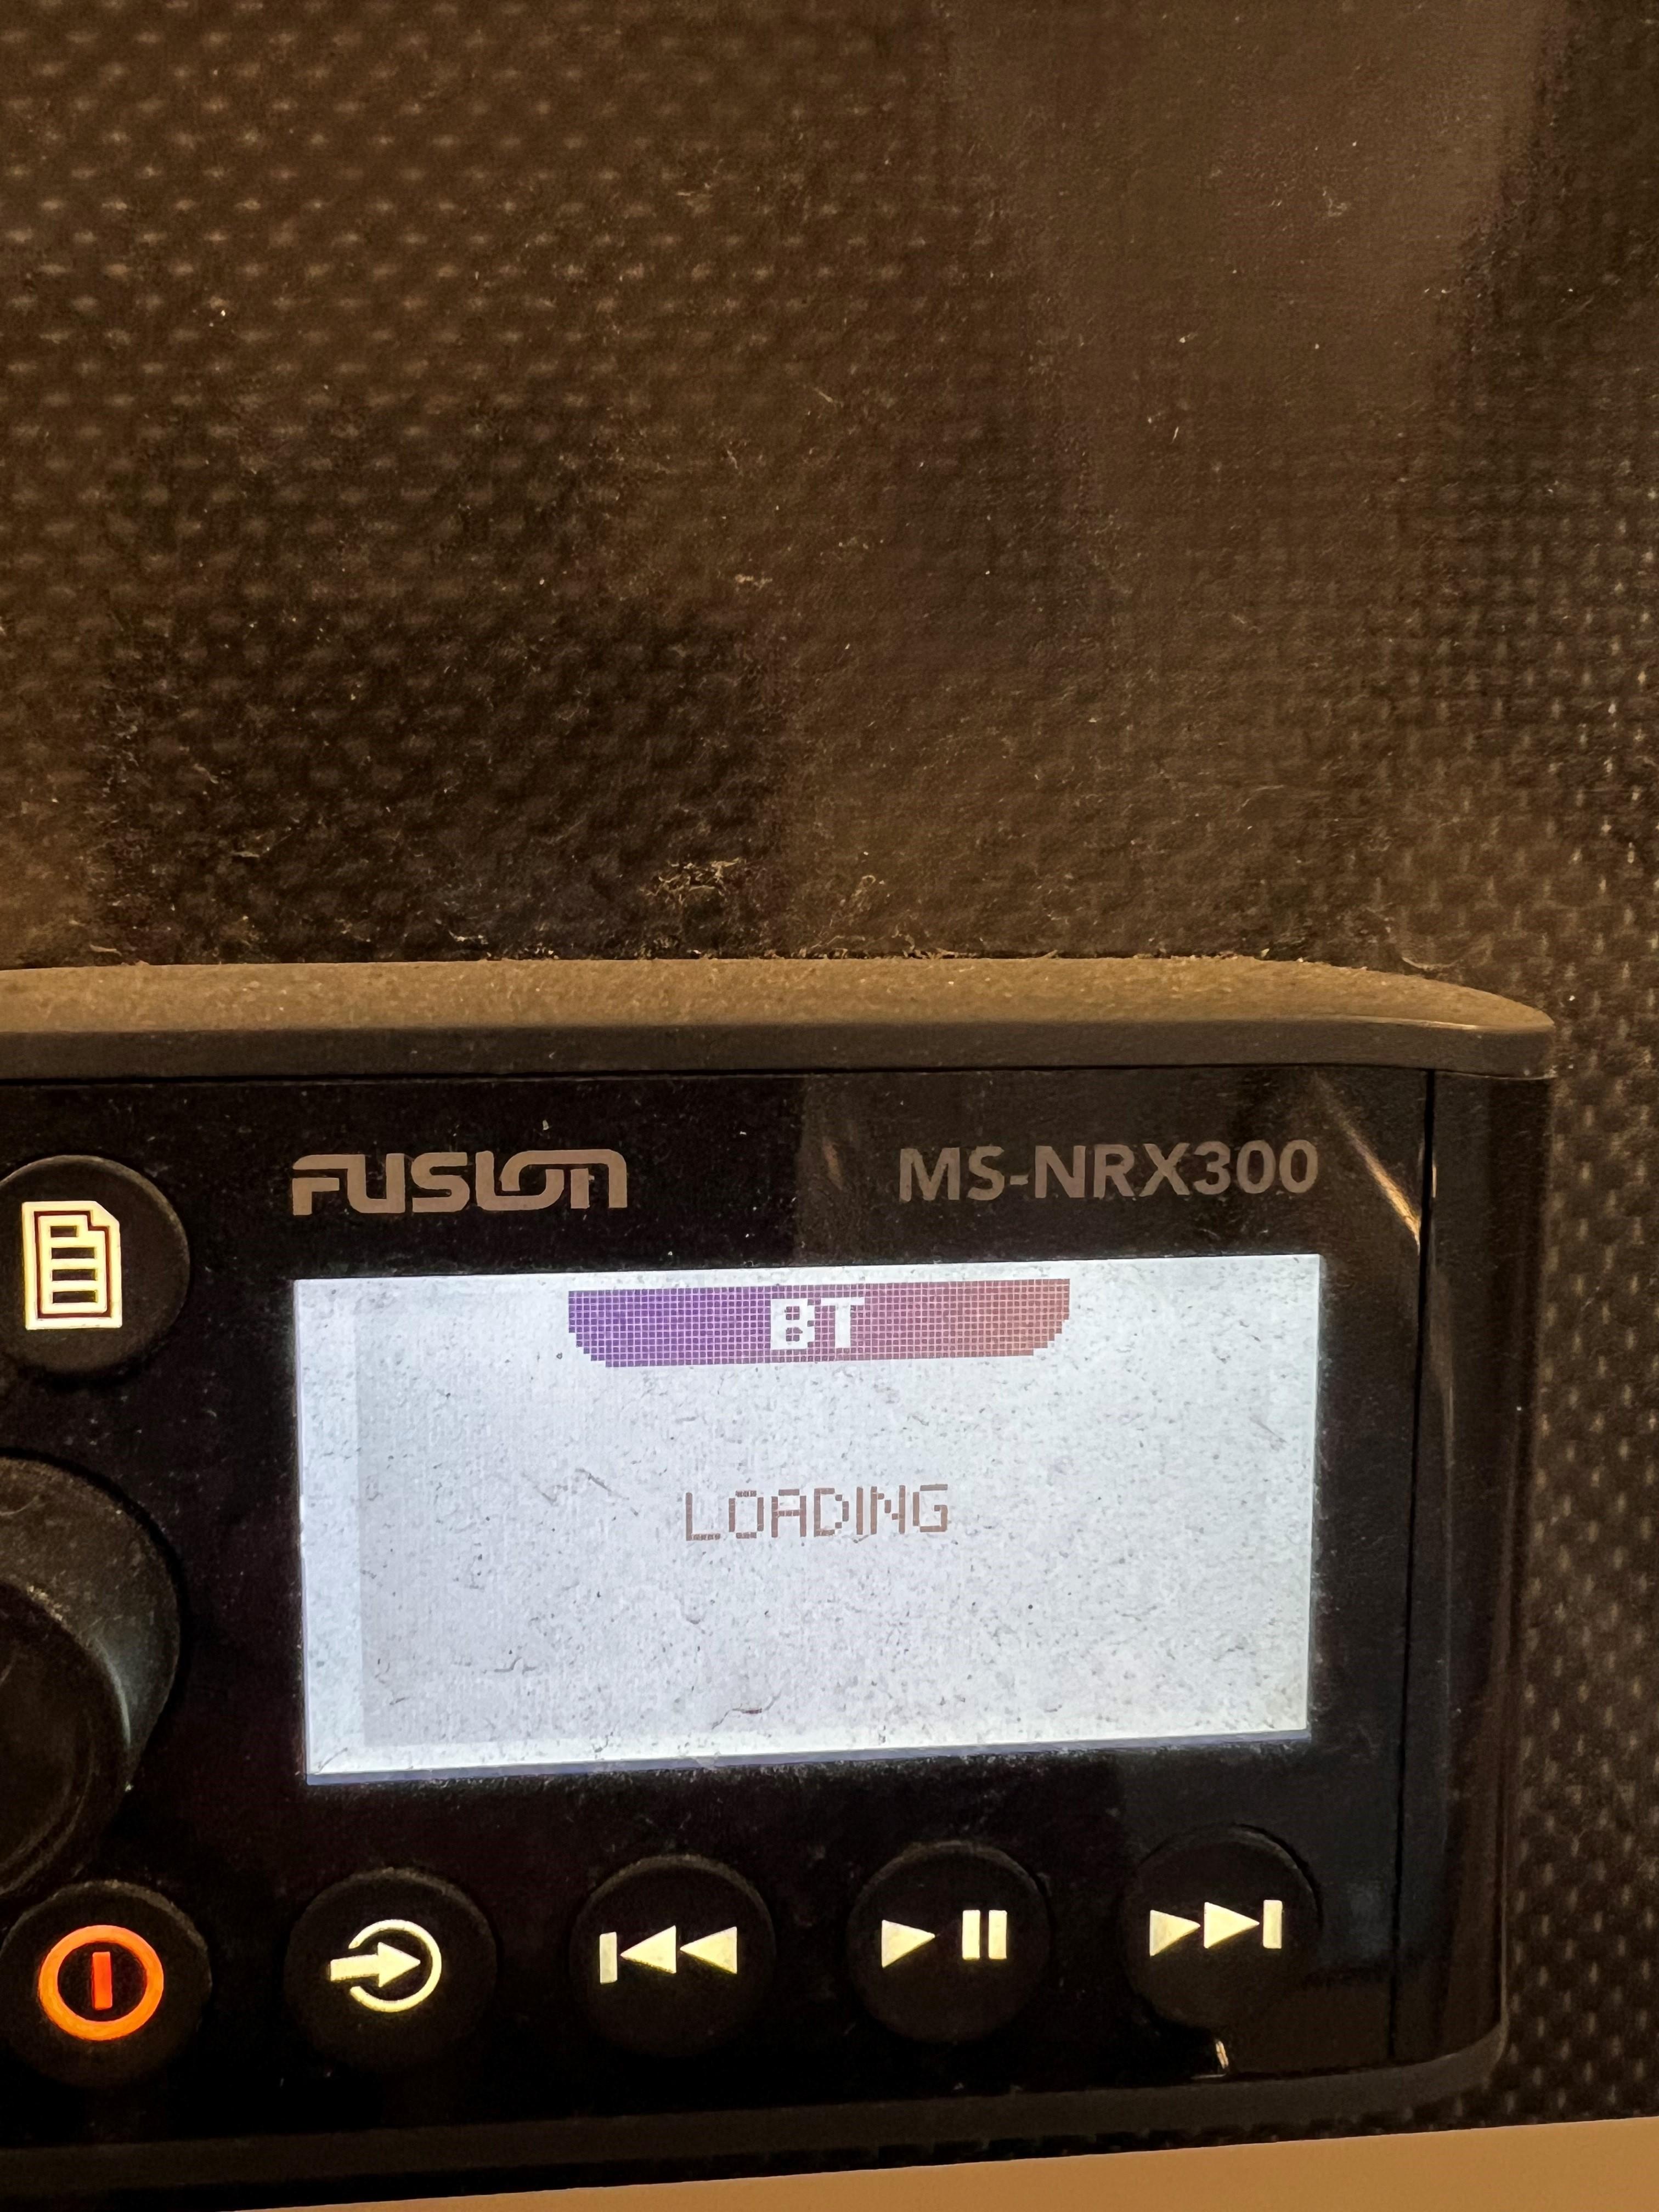 FUSION
MS-NRX300
BT
LOADING